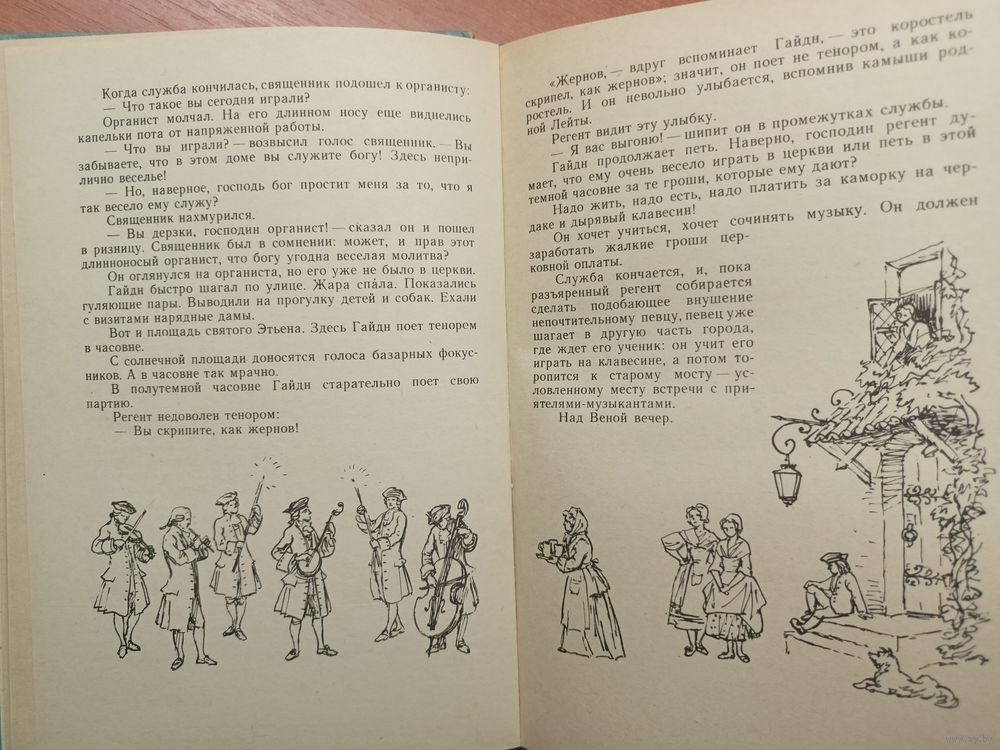 Когда служба кончилась, священник подошел к органисту:
— Что такое вы сегодня играли?
Органист молчал. На его длинном носу еще виднелись
капельки пота от напряженной работы.
— Что вы играли? — возвысил голос священник. — Вы
забываете, что в этом доме вы служите богу! Здесь непри-
лично веселье!
— Но, наверное, господь бог простит меня за то, что я
так весело ему служу?
Священник нахмурился.
— Вы дерзки, господин органист! — сказал он и пошел
в ризницу. Священник был в сомнении: может, и прав этот
длинноносый органист, что богу угодна веселая молитва?
Он оглянулся на органиста, но его уже не было в церкви.
Гайдн быстро шагал по улице. Жара спала. Показались
гуляющие пары. Выводили на прогулку детей и собак. Ехали
с визитами нарядные дамы.
Вот и площадь святого Этьена. Здесь Гайдн поет тенором
в часовне.
С солнечной площади доносятся голоса базарных фокус-
ников. А в часовне так мрачно.
В полутемной часовне Гайдн старательно поет свою
партию.
Регент недоволен тенором:
— Вы скрипите, как жернов!
«Жернов, — вдруг вспоминает Гайдн, — это коростель
скрипел, как жернов»; значит, он поет не тенором, а как ко-
ростель. И он невольно улыбается, вспомнив камыши род-
ной Лейты.
Регент видит эту улыбку.
— Я вас выгоню! — шипит он в промежутках службы.
Гайдн продолжает петь. Наверно, господин регент ду-
мает, что ему очень весело играть в церкви или петь в этой
темной часовне за те гроши, которые ему дают?
Надо жить, надо есть, надо платить за каморку на чер-
даке и дырявый клавесин!
Он хочет учиться, хочет сочинять музыку. Он должен
заработать жалкие гроши цер-
ковной оплаты.
Служба кончается, и, пока
разъяренный регент собирается
сделать подобающее внушение
непочтительному певцу, певец уже
шагает в другую часть города,
где ждет его ученик: он учит его
играть на клавесине, а потом то-
ропится к старому мосту — ус-
ловленному месту встречи с при-
ятелями-музыкантами.
Над Веной вечер.